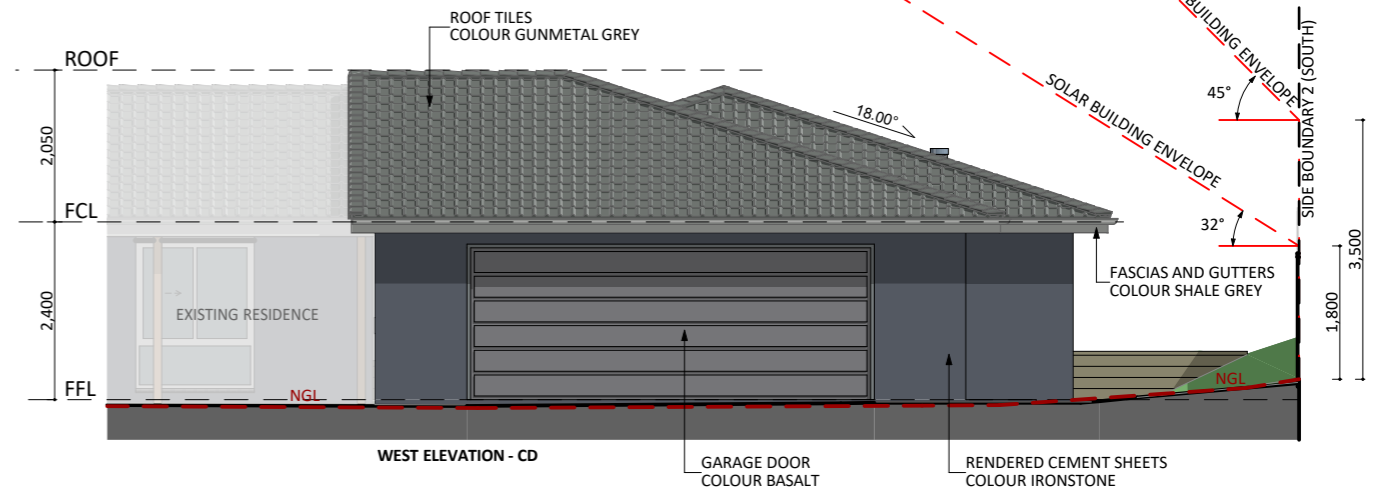 ROOF TILES
COLOUR GUNMETAL GREY
ROOF
BUILDING ENVELOPE
SIDE BOUNDARY 2 (SOUTH)
45°
SOLAR BUILDING ENVELOPE
18.00°
2,050
FCL
32°
3,500
1,800
FASCIAS AND GUTTERS
COLOUR SHALE GREY
2,400
EXISTING RESIDENCE
FFL
NGL
NGL
WEST ELEVATION - CD
GARAGE DOOR
COLOUR BASALT
RENDERED CEMENT SHEETS
COLOUR IRONSTONE